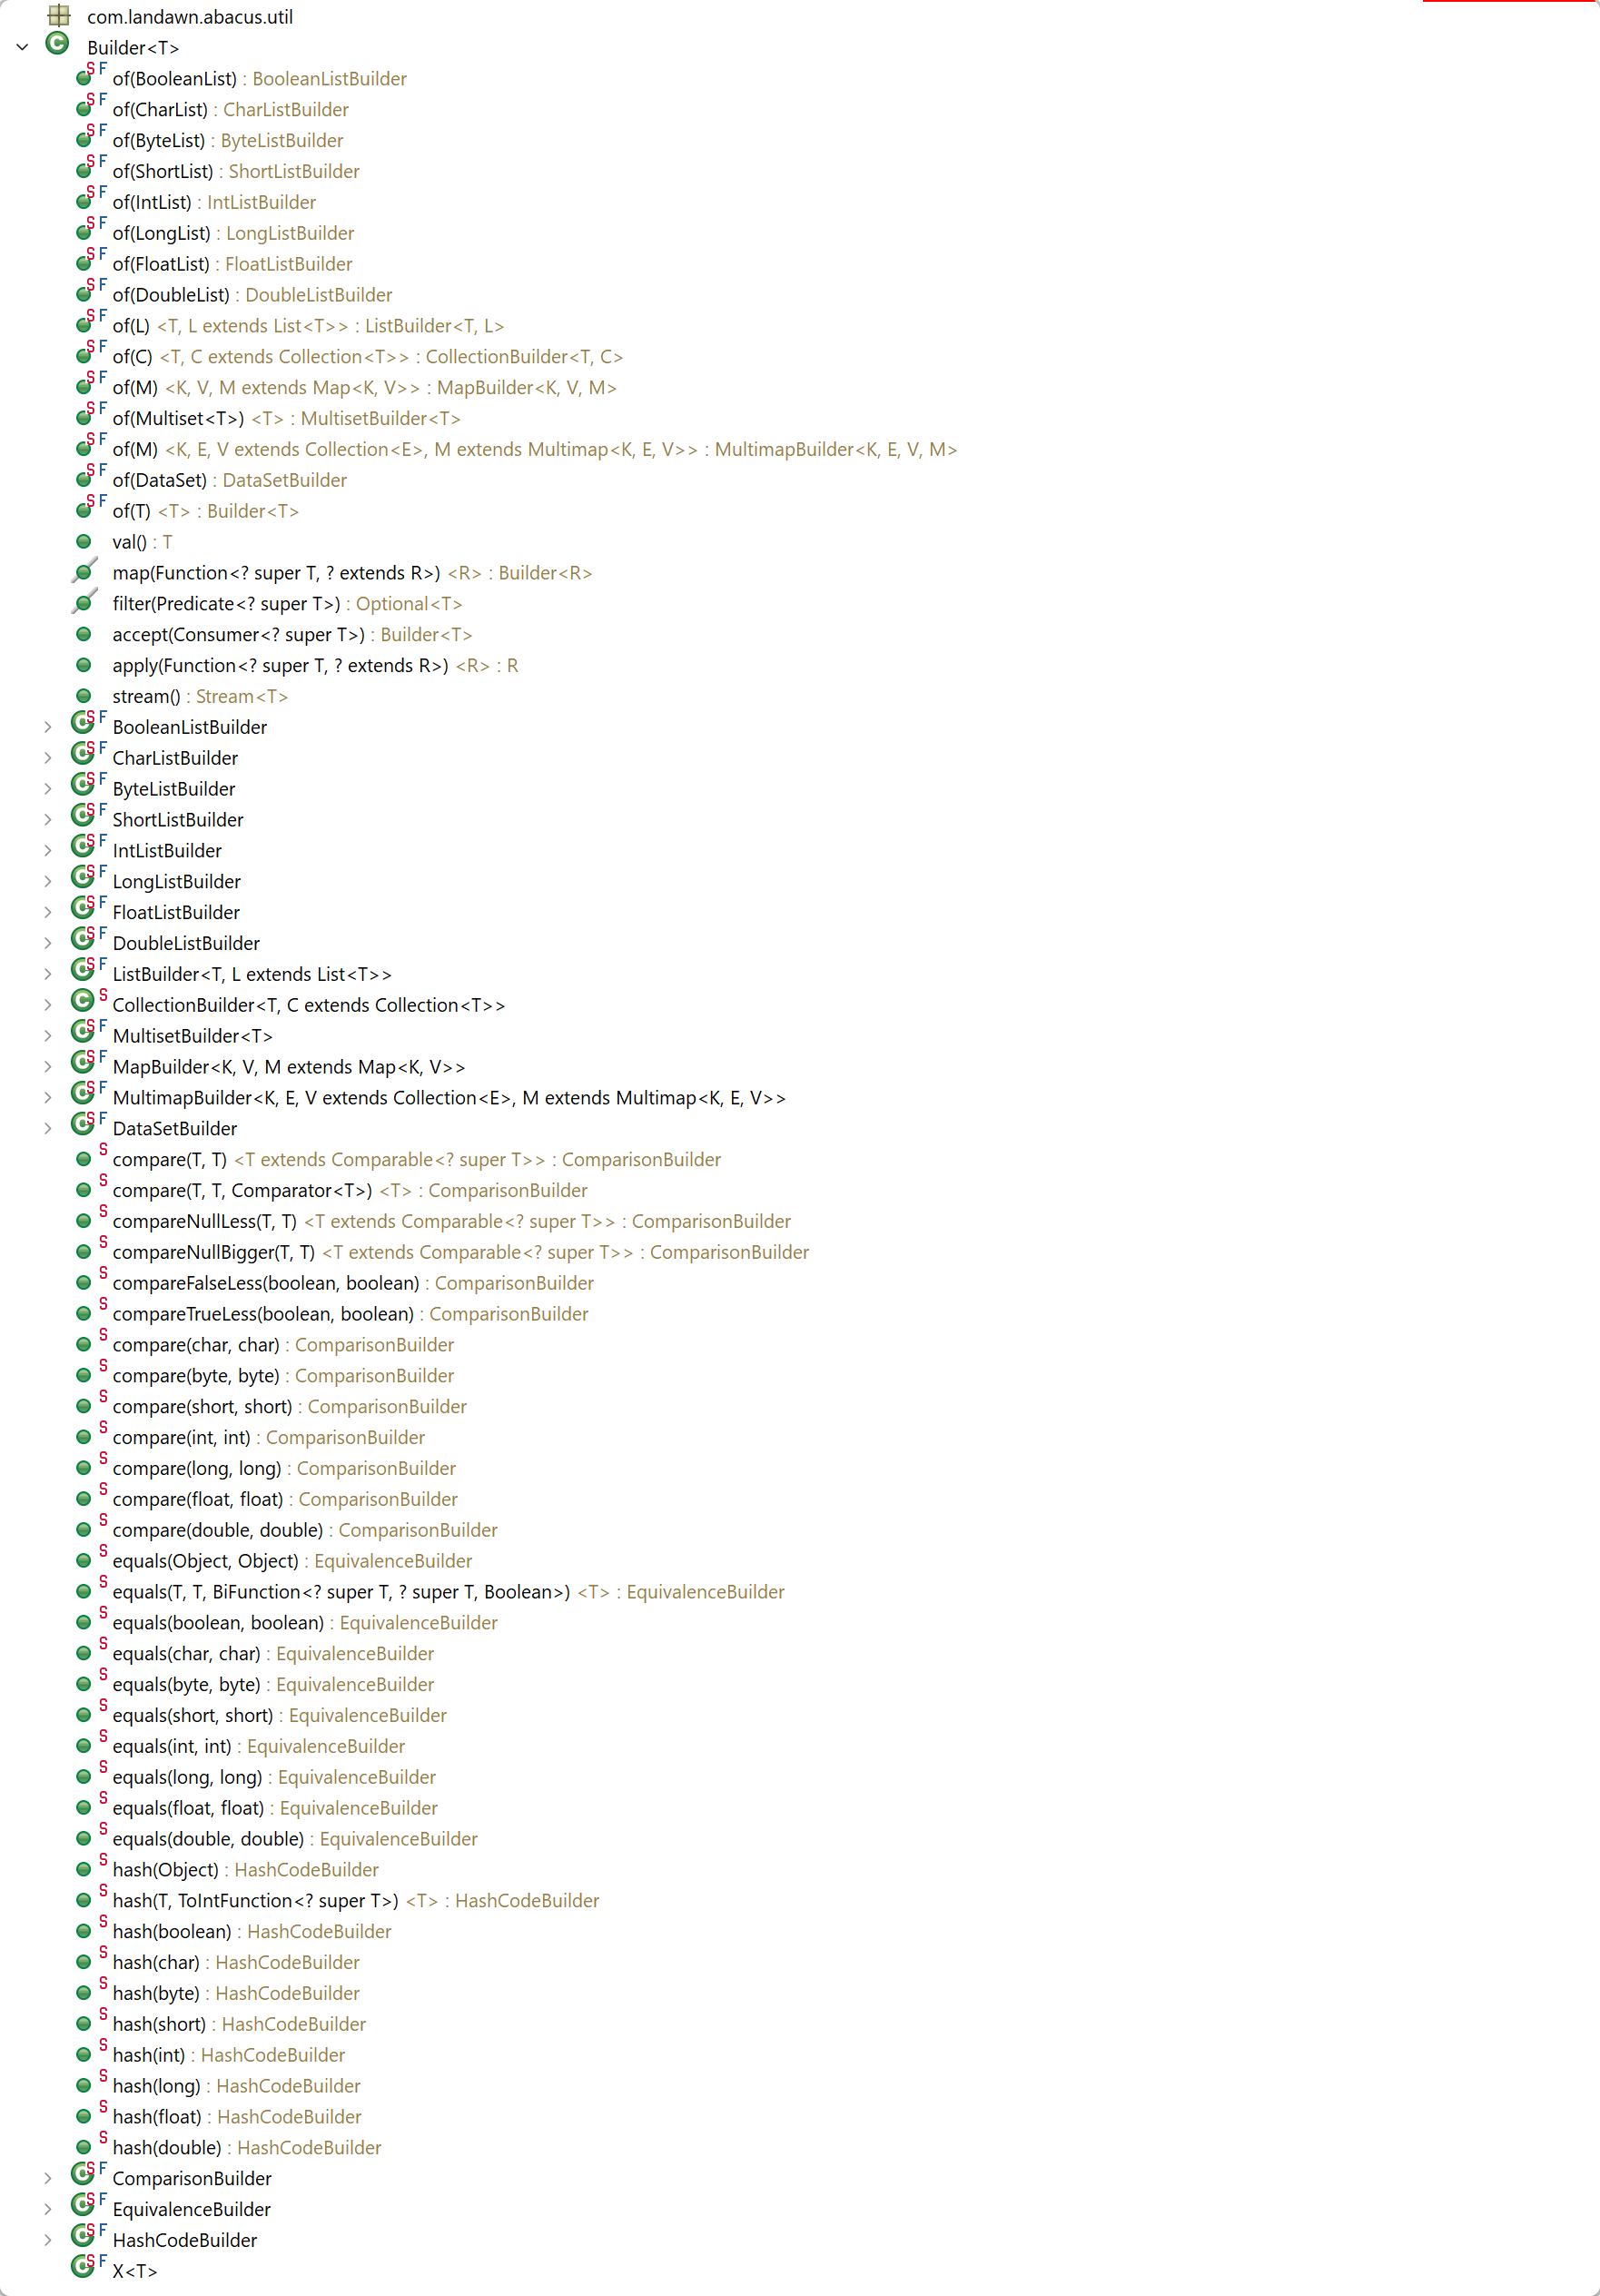 com.landawn.abacus.util
Builder<T>
of(BooleanList) : BooleanListBuilder
of(CharList) : CharListBuilder
of(ByteList) : ByteListBuilder
of(ShortList) : ShortListBuilder
of(IntList) : IntListBuilder
of(LongList) : LongListBuilder
of(FloatList) : FloatListBuilder
of(DoubleList) : DoubleListBuilder
of(L) <T, L extends List<T>> : ListBuilder<T, L>
of(C) <T, C extends Collection<T>> : CollectionBuilder<T, C>
of(M) <K, V, M extends Map<K, V>> : MapBuilder<K, V, M>
of(Multiset<T>) <T> : MultisetBuilder<T>
of(M) <K, E, V extends Collection<E>, M extends Multimap<K, E, V>> : MultimapBuilder<K, E, V, M>
of(DataSet) : DataSetBuilder
of(T) <T> : Builder<T>
val() : T
map(Function<? super T, ? extends R>) <R> : Builder<R>
filter(Predicate<? super T>) : Optional<T>
accept(Consumer<? super T>) : Builder<T>
apply(Function<? super T, ? extends R>) <R> : R
stream() : Stream<T>
BooleanListBuilder
CharListBuilder
ByteListBuilder
ShortListBuilder
IntListBuilder
LongListBuilder
FloatListBuilder
DoubleListBuilder
ListBuilder<T, L extends List<T>>
CollectionBuilder<T, C extends Collection<T>>
MultisetBuilder<T>
MapBuilder<K, V, M extends Map<K, V>>
MultimapBuilder<K, E, V extends Collection<E>, M extends Multimap<K, E, V>>
DataSetBuilder
compare(T, T) <T extends Comparable<? super T>> : ComparisonBuilder
compare(T, T, Comparator<T>) <T> : ComparisonBuilder
compareNullLess(T, T) <T extends Comparable<? super T>> : ComparisonBuilder
compareNullBigger(T, T) <T extends Comparable<? super T>> : ComparisonBuilder
compareFalseLess(boolean, boolean) : ComparisonBuilder
compareTrueLess(boolean, boolean) : ComparisonBuilder
compare(char, char) : ComparisonBuilder
compare(byte, byte) : ComparisonBuilder
compare(short, short) : ComparisonBuilder
compare(int, int) : ComparisonBuilder
compare(long, long) : ComparisonBuilder
compare(float, float) : ComparisonBuilder
compare(double, double) : ComparisonBuilder
equals(Object, Object) : EquivalenceBuilder
equals(T, T, BiFunction<? super T, ? super T, Boolean>) <T> : EquivalenceBuilder
equals(boolean, boolean) : EquivalenceBuilder
equals(char, char) : EquivalenceBuilder
equals(byte, byte) : EquivalenceBuilder
equals(short, short) : EquivalenceBuilder
equals(int, int) : EquivalenceBuilder
equals(long, long) : EquivalenceBuilder
equals(float, float) : EquivalenceBuilder
equals(double, double) : EquivalenceBuilder
hash(Object) : HashCodeBuilder
hash(T, ToIntFunction<? super T>) <T> : HashCodeBuilder
hash(boolean) : HashCodeBuilder
hash(char) : HashCodeBuilder
hash(byte) : HashCodeBuilder
hash(short) : HashCodeBuilder
hash(int) : HashCodeBuilder
hash(long) : HashCodeBuilder
hash(float) : HashCodeBuilder
hash(double) : HashCodeBuilder
ComparisonBuilder
EquivalenceBuilder
HashCodeBuilder
X<T>